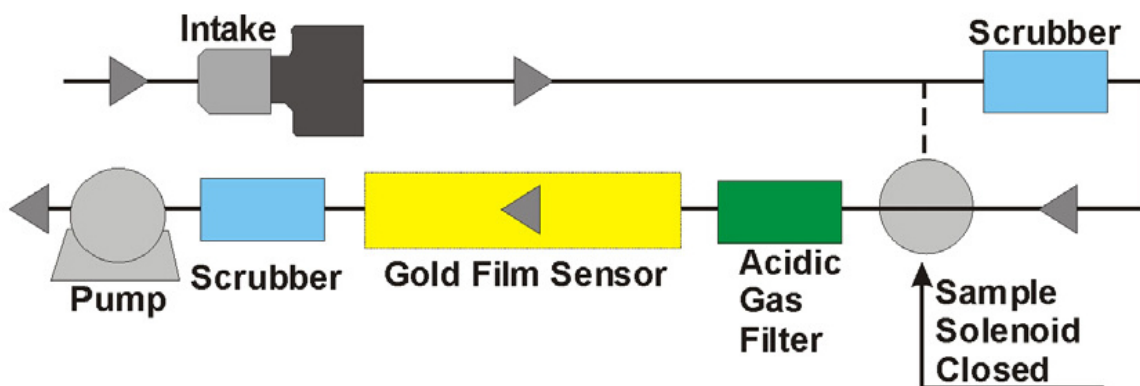 Intake
Scrubber
Pump
Scrubber
Gold Film Sensor
Acidic
Gas
Filter
Sample
Solenoid
Closed